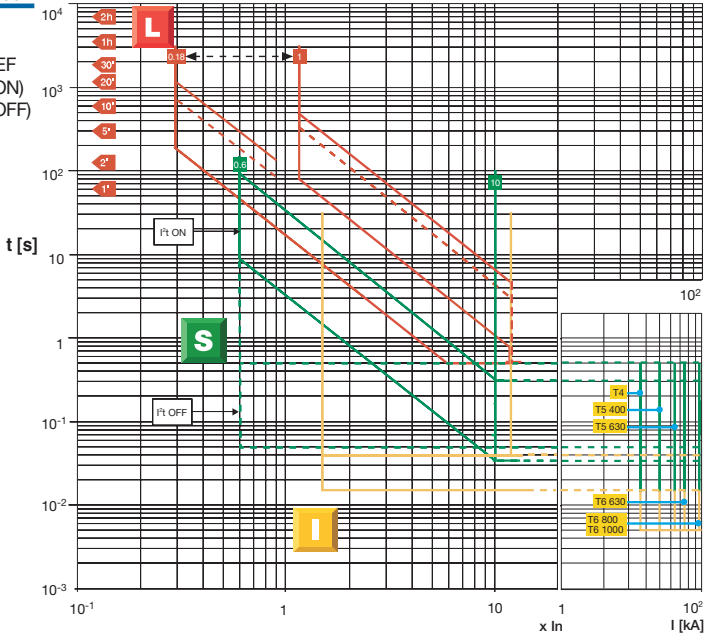 10⁴
2h
L
1h
EF
0.18
1
30'
ON)
20'
10³
OFF)
10'
5'
10²
2'
0.6
1'
10
I²t ON
t [s]
10
10²
S
1
T4
I²t OFF
T5 400
10⁻¹
T5 630
10⁻²
T6 630
I
T6 800
T6 1000
10⁻³
10⁻¹
1
10
1
10²
x In
I [kA]